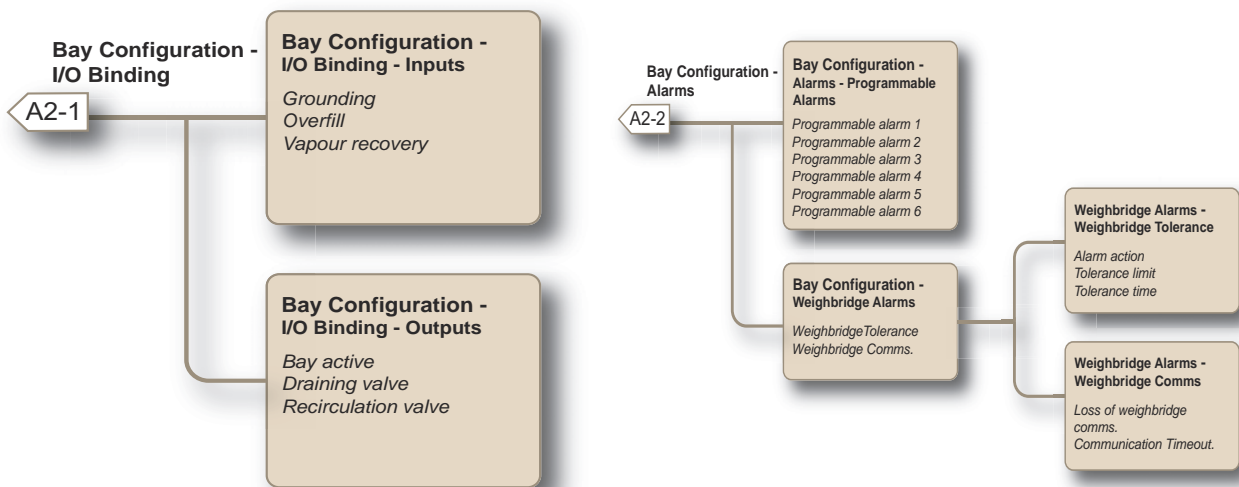 Bay Configuration -
I/O Binding
A2-1
Bay Configuration -
I/O Binding - Inputs
Grounding
Overfill
Vapour recovery
Bay Configuration -
I/O Binding - Outputs
Bay active
Draining valve
Recirculation valve
Bay Configuration -
Alarms
A2-2
Bay Configuration -
Alarms - Programmable
Alarms
Programmable alarm 1
Programmable alarm 2
Programmable alarm 3
Programmable alarm 4
Programmable alarm 5
Programmable alarm 6
Bay Configuration -
Weighbridge Alarms
WeighbridgeTolerance
Weighbridge Comms.
Weighbridge Alarms -
Weighbridge Tolerance
Alarm action
Tolerance limit
Tolerance time
Weighbridge Alarms -
Weighbridge Comms
Loss of weighbridge
comms.
Communication Timeout.